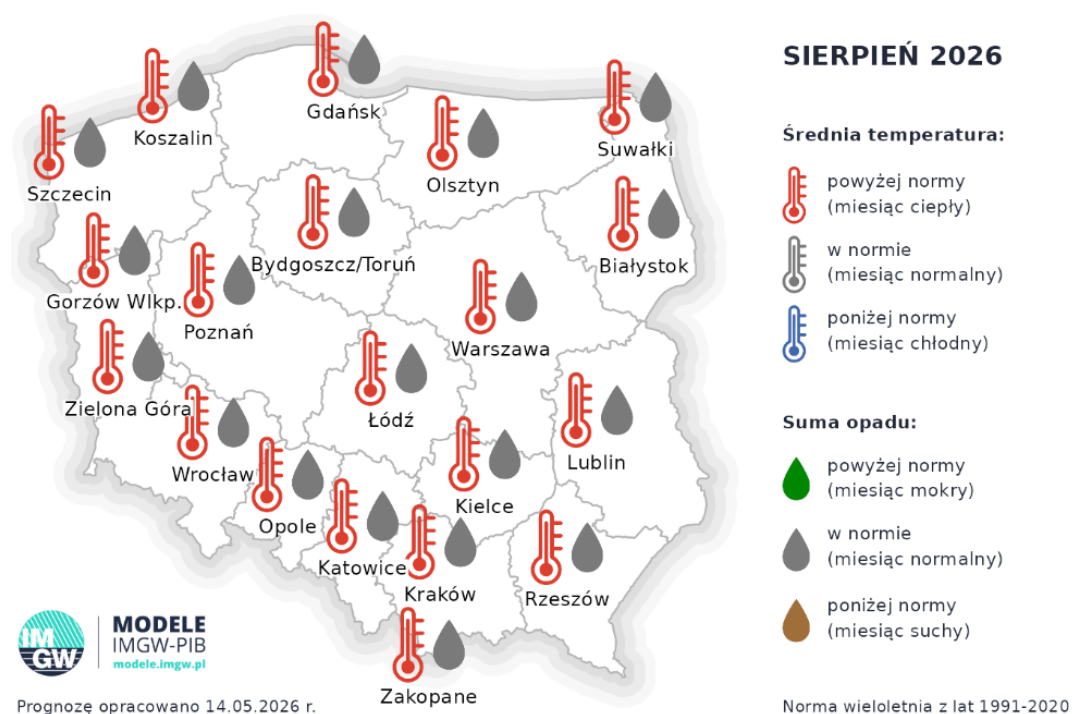 SIERPIEŃ 2026
Gdańsk
Koszalin
Suwałki
Szczecin
Olsztyn
Białystok
Bydgoszcz/Toruń
Gorzów Wlkp.
Poznań
Warszawa
Zielona Góra
Łódź
Wrocław
Lublin
Kielce
Opole
Katowice
Kraków
Rzeszów
Zakopane
Średnia temperatura:
powyżej normy
(miesiąc ciepły)
w normie
(miesiąc normalny)
poniżej normy
(miesiąc chłodny)
Suma opadu:
powyżej normy
(miesiąc mokry)
w normie
(miesiąc normalny)
poniżej normy
(miesiąc suchy)
IM
GW
MODELE
IMGW-PIB
modele.imgw.pl
Prognozę opracowano 14.05.2026 r.
Norma wieloletnia z lat 1991-2020